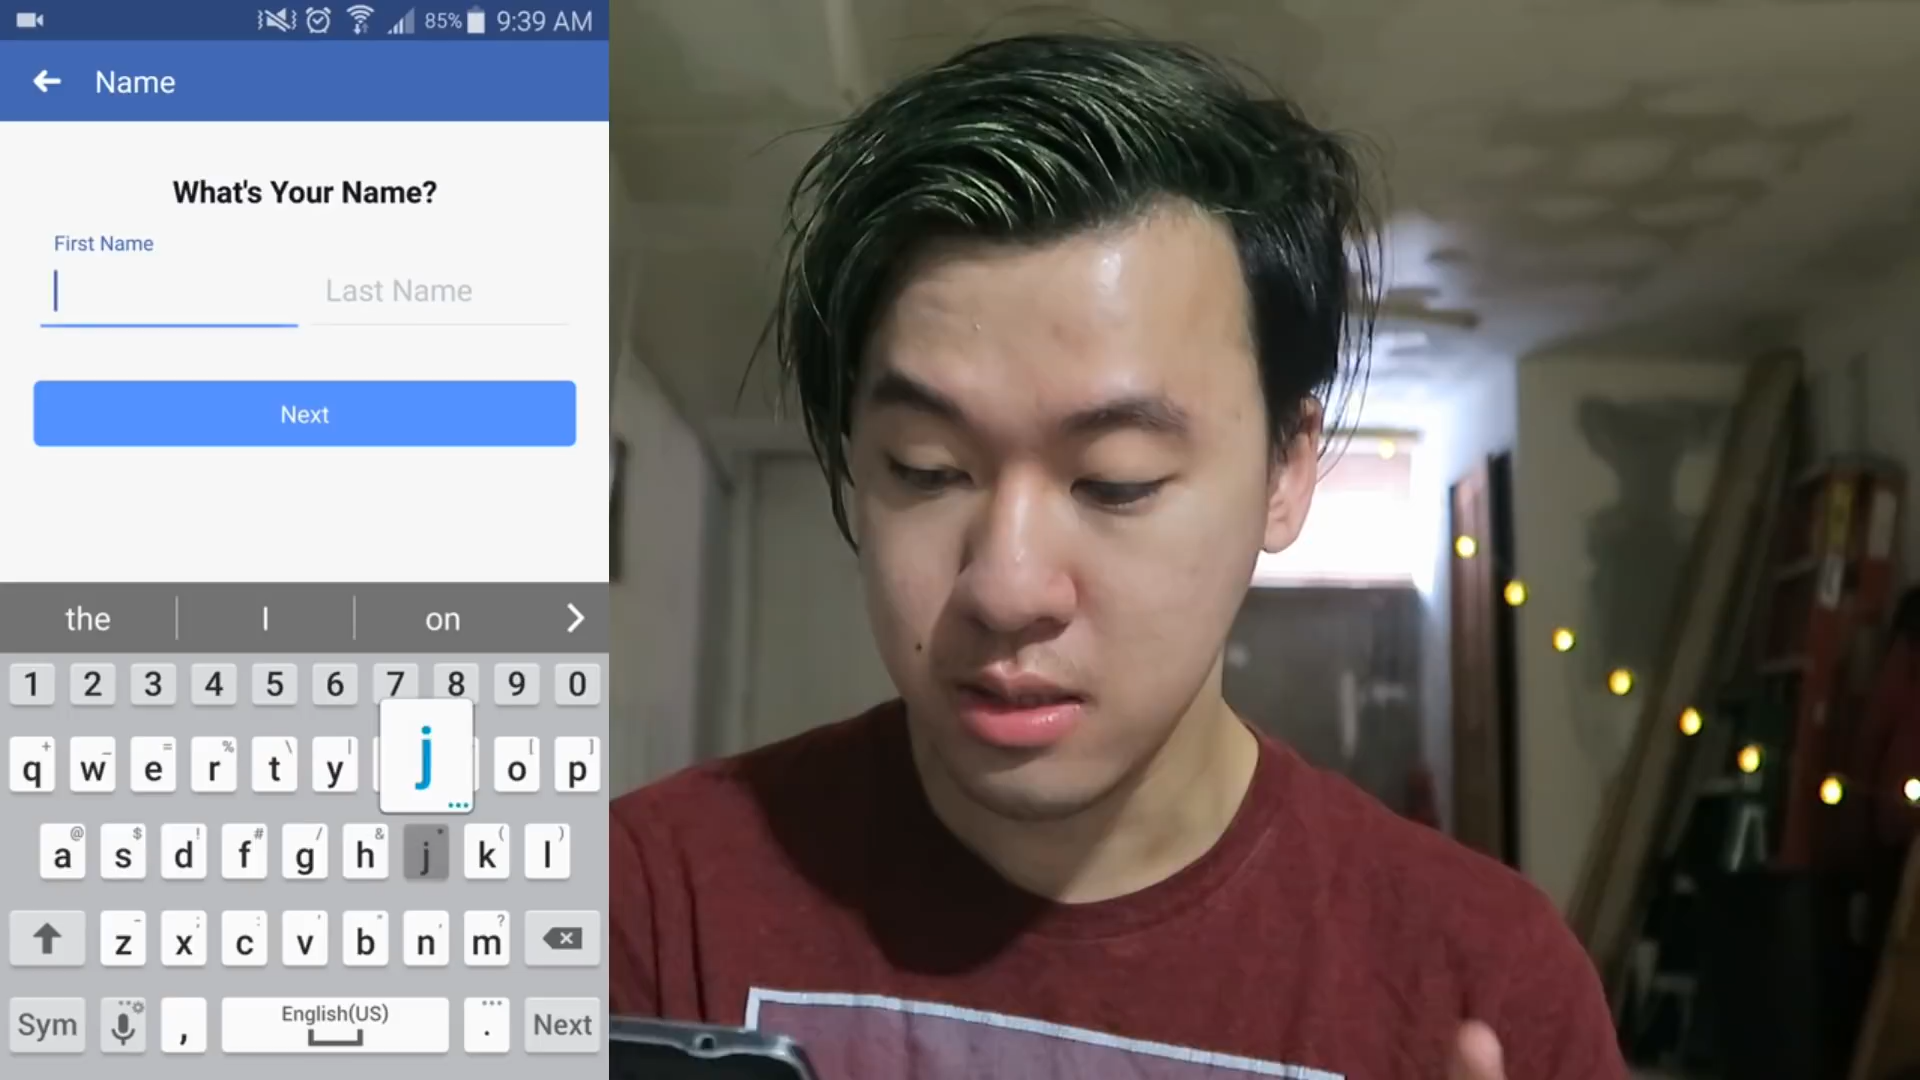 85% 9:39 AM
Name
What's Your Name?
First Name
Last Name
Next
the I on
1 2 3 4 5 6 7 8 9 0
q w e r t y j o p
a s d f g h j k l
z x c v b n m
Sym , English(US) . Next